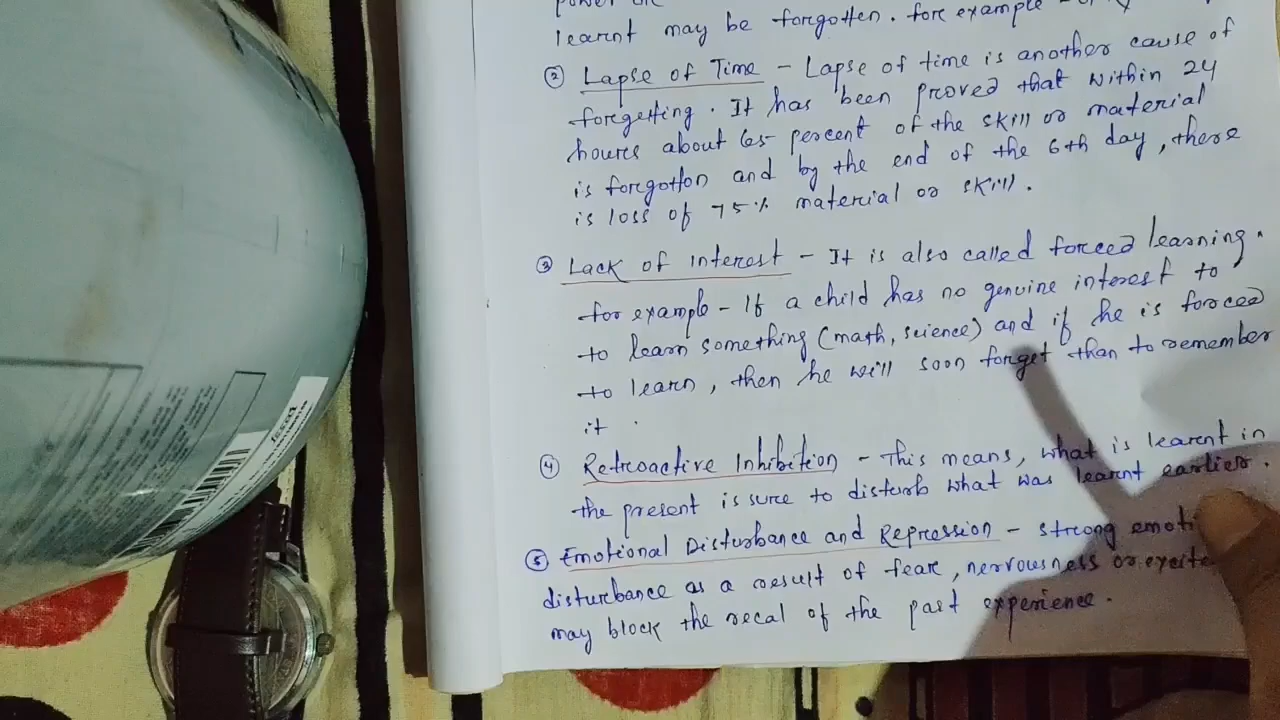 learnt may be forgotten. for example -
② Lapse of Time - Lapse of time is another cause of
forgetting. It has been proved that within 24
hours about 65 percent of the skill or material
is forgotton and by the end of the 6th day, there
is loss of 75% material or skill.
③ Lack of interest - It is also called forced learning.
for example - If a child has no genuine interest to
to learn something (math, science) and if he is forced
to learn, then he will soon forget than to remember
it.
④ Retroactive Inhibition - This means, what is learnt in
the present is sure to disturb what was learnt earlier.
⑤ Emotional Disturbance and Repression - strong emoti
disturbance as a result of fear, nervousness or excite
may block the recal of the past experience.